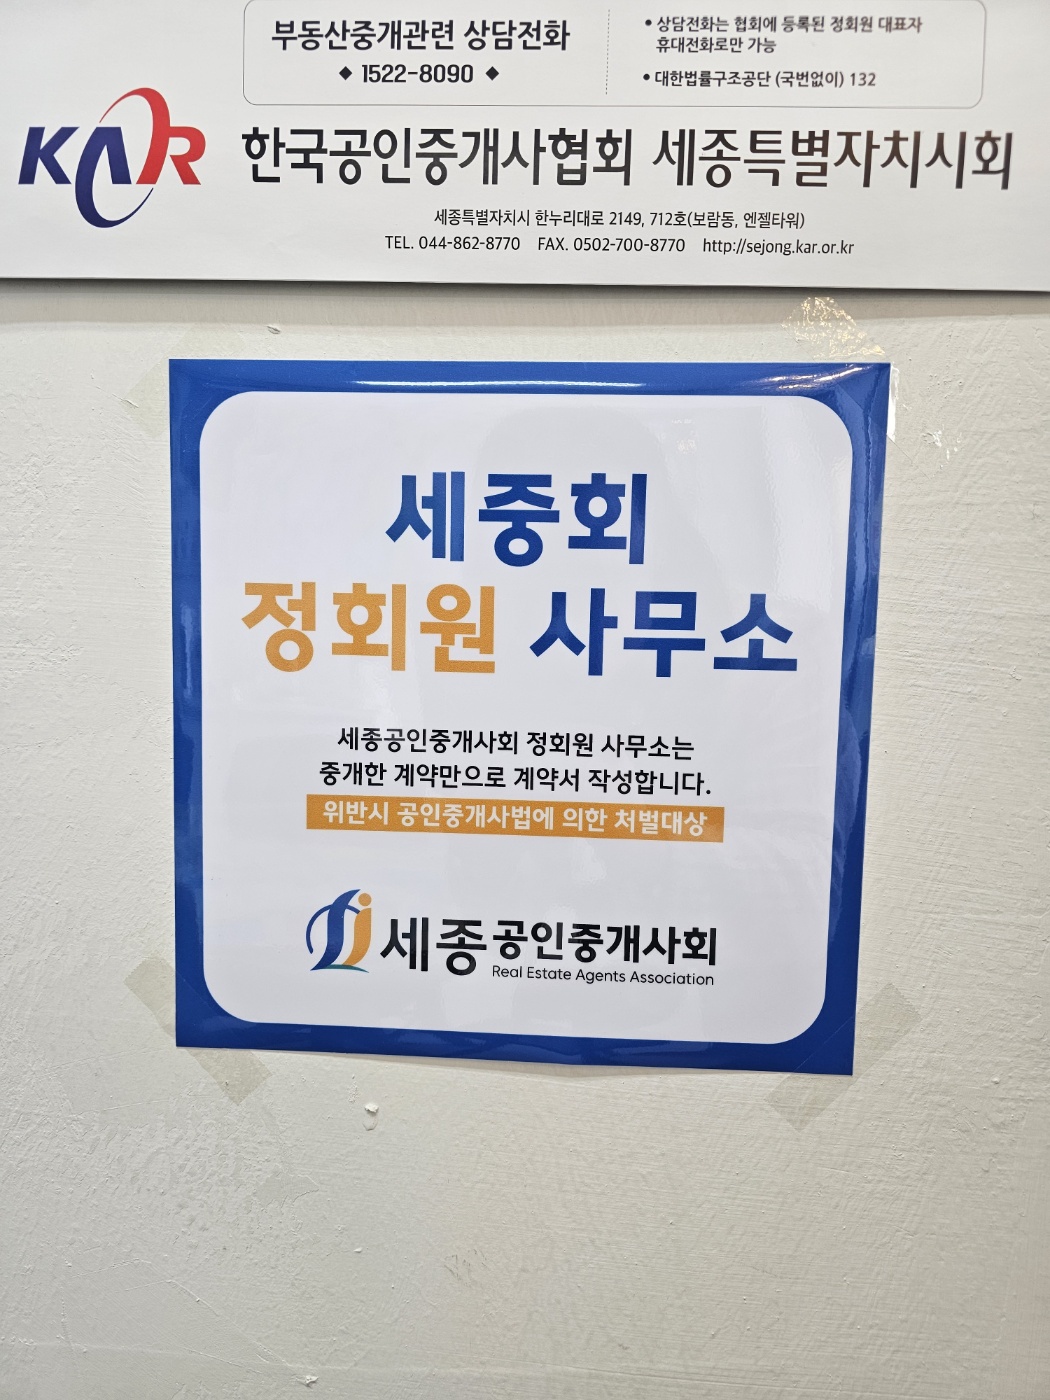 부동산중개관련 상담전화
◆ 1522-8090 ◆
• 상담전화는 협회에 등록된 정회원 대표자
휴대전화로만 가능
• 대한법률구조공단 (국번없이) 132
KAR 한국공인중개사협회 세종특별자치시회
세종특별자치시 한누리대로 2149, 712호(보람동, 엔젤타워)
TEL. 044-862-8770 FAX. 0502-700-8770 http://sejong.kar.or.kr
세중회
정회원 사무소
세종공인중개사회 정회원 사무소는
중개한 계약만으로 계약서 작성합니다.
위반시 공인중개사법에 의한 처벌대상
세종 공인중개사회
Real Estate Agents Association